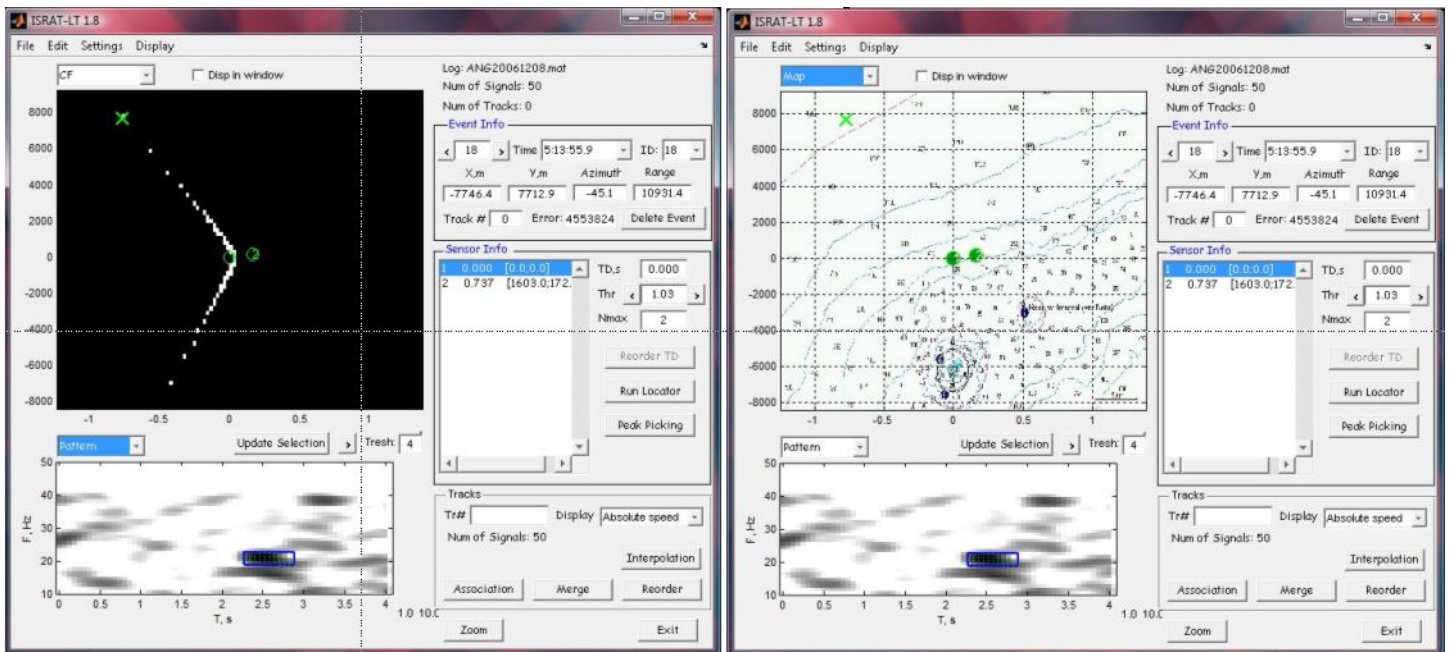 ISRAT-LT 1.8
File Edit Settings Display
CF Disp in window
Log: ANG20061208.mat
Num of Signals: 50
Num of Tracks: 0
Event Info
< 18 > Time 5:13:55.9 ID: 18
X,m Y,m Azimuth Range
-7746.4 7712.9 -45.1 10931.4
Track # 0 Error: 4553824 Delete Event
Sensor Info
1 0.000 [0.0;0.0]
2 0.737 [1603.0;172.
TD,s 0.000
Thr < 1.03 >
Nmax 2
Reorder TD
Run Locator
Peak Picking
8000
6000
4000
2000
0
-2000
-4000
-6000
-8000
2
-1 -0.5 0 0.5 1
Pattern Update Selection > Tresh: 4
50
40
30
20
10
F, Hz
0 0.5 1 1.5 2 2.5 3 3.5 4
T, s
1.0 10.0
Tracks
Tr# Display Absolute speed
Num of Signals: 50
Interpolation
Association Merge Reorder
Zoom Exit
ISRAT-LT 1.8
File Edit Settings Display
Map Disp in window
Log: ANG20061208.mat
Num of Signals: 50
Num of Tracks: 0
Event Info
< 18 > Time 5:13:55.9 ID: 18
X,m Y,m Azimuth Range
-7746.4 7712.9 -45.1 10931.4
Track # 0 Error: 4553824 Delete Event
Sensor Info
1 0.000 [0.0;0.0]
2 0.737 [1603.0;172.
TD,s 0.000
Thr < 1.03 >
Nmax 2
Reorder TD
Run Locator
Peak Picking
8000
6000
4000
2000
0
-2000
-4000
-6000
-8000
-1 -0.5 0 0.5 1
Pattern Update Selection > Tresh: 4
50
40
30
20
10
F, Hz
0 0.5 1 1.5 2 2.5 3 3.5 4
T, s
1.0 10.0
Tracks
Tr# Display Absolute speed
Num of Signals: 50
Interpolation
Association Merge Reorder
Zoom Exit